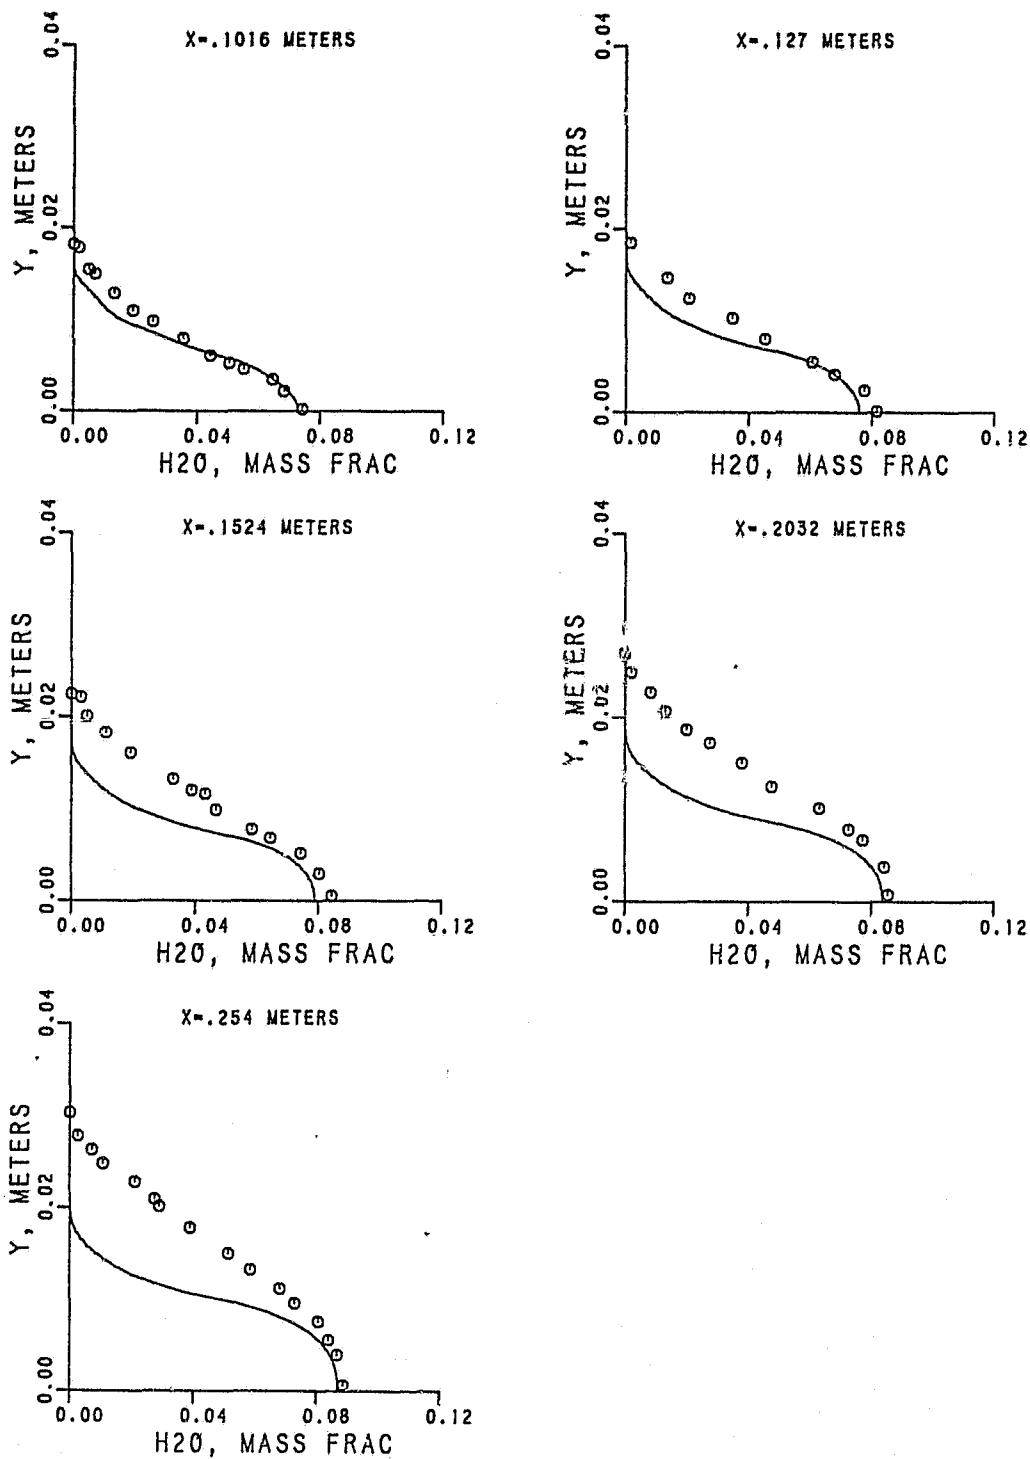 X=.1016 METERS
0.04
0.02
0.00
Y, METERS
0.00 0.04 0.08 0.12
H2O, MASS FRAC
X=.127 METERS
0.04
0.02
0.00
Y, METERS
0.00 0.04 0.08 0.12
H2O, MASS FRAC
X=.1524 METERS
0.04
0.02
0.00
Y, METERS
0.00 0.04 0.08 0.12
H2O, MASS FRAC
X=.2032 METERS
0.04
0.02
0.00
Y, METERS
0.00 0.04 0.08 0.12
H2O, MASS FRAC
X=.254 METERS
0.04
0.02
0.00
Y, METERS
0.00 0.04 0.08 0.12
H2O, MASS FRAC